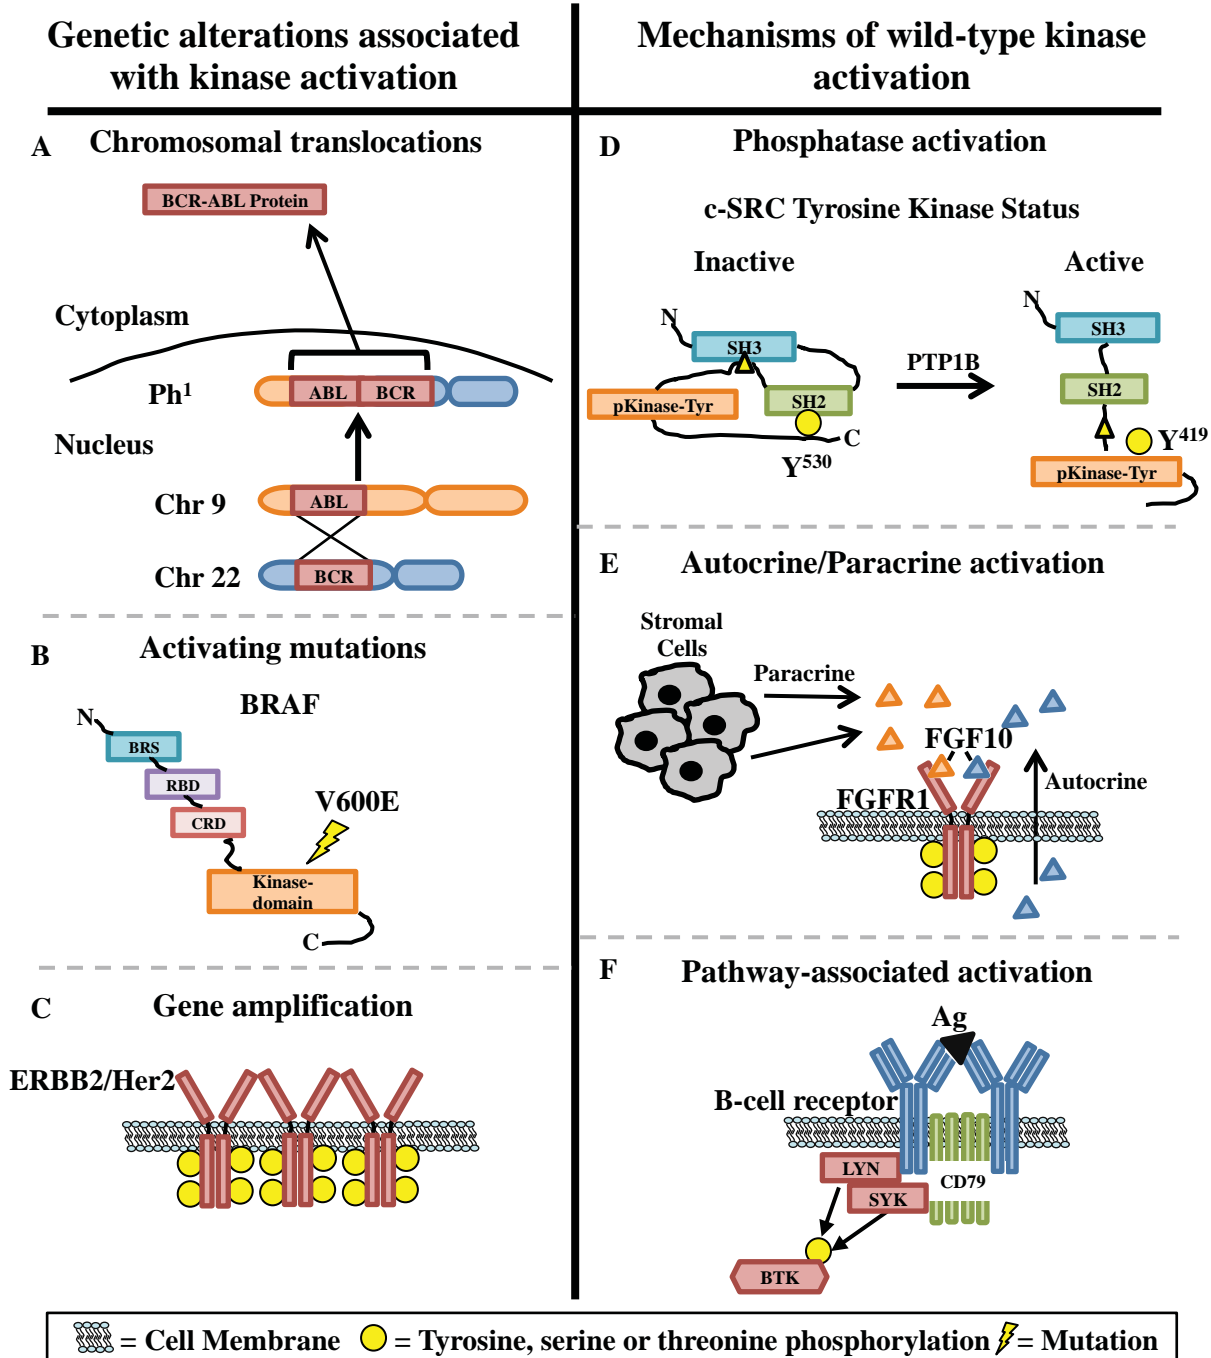 Genetic alterations associated
with kinase activation
Mechanisms of wild-type kinase
activation
A
Chromosomal translocations
BCR-ABL Protein
Cytoplasm
Ph¹
ABL
BCR
Nucleus
Chr 9
ABL
Chr 22
BCR
B
Activating mutations
BRAF
N
BRS
RBD
CRD
V600E
Kinase-
domain
C
C
Gene amplification
ERBB2/Her2
D
Phosphatase activation
c-SRC Tyrosine Kinase Status
Inactive
Active
N
SH3
pKinase-Tyr
SH2
C
Y⁵³⁰
PTP1B
N
SH3
SH2
Y⁴¹⁹
pKinase-Tyr
E
Autocrine/Paracrine activation
Stromal
Cells
Paracrine
FGF10
FGFR1
Autocrine
F
Pathway-associated activation
Ag
B-cell receptor
LYN
SYK
CD79
BTK
= Cell Membrane
= Tyrosine, serine or threonine phosphorylation
= Mutation